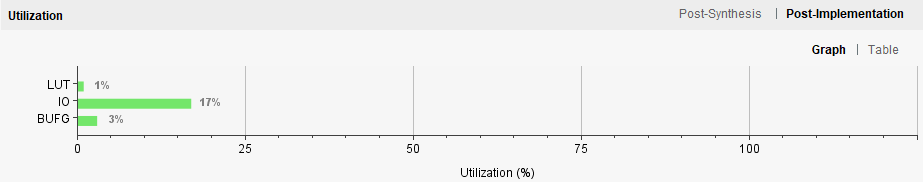 Utilization Post-Synthesis | Post-Implementation
Graph | Table
LUT 1%
IO 17%
BUFG 3%
0 25 50 75 100
Utilization (%)